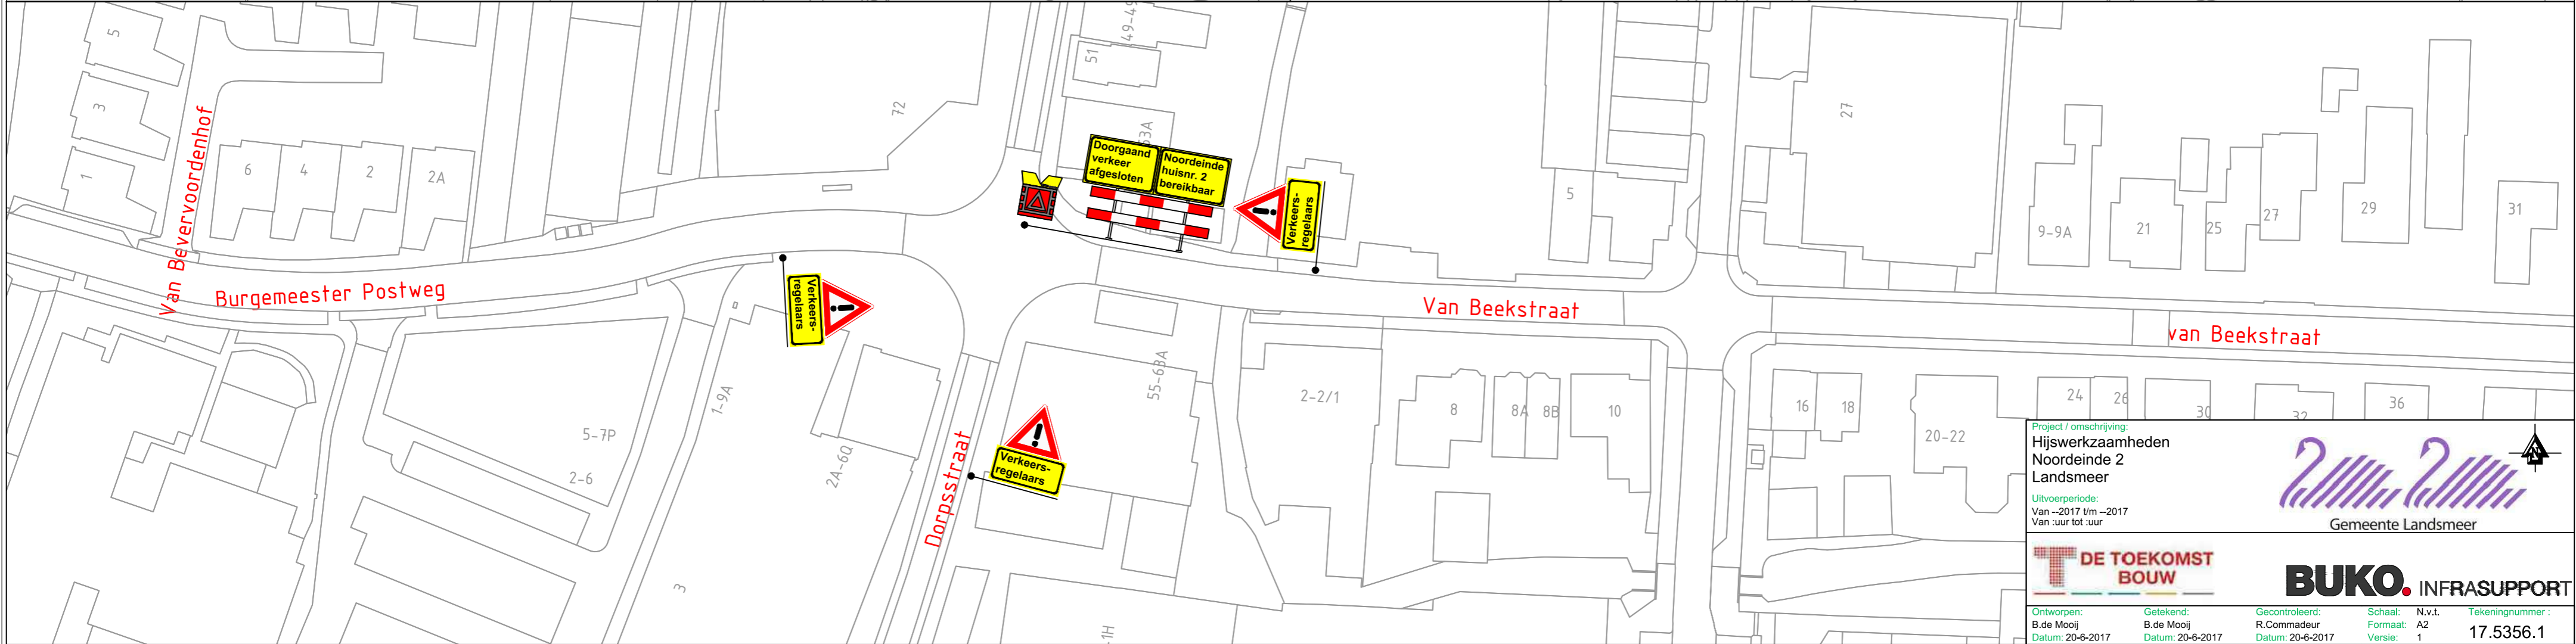 5
3
1
Van Bevervoordenhof
6
4
2
2A
Burgemeester Postweg
72
51
Doorgaand
verkeer
afgesloten
Noordeinde
huisnr. 2
bereikbaar
Verkeers-
regelaars
Verkeers-
regelaars
Verkeers-
regelaars
Van Beekstraat
van Beekstraat
Dorpsstraat
5
27
9-9A
21
25
27
29
31
5-7P
2-6
1-9A
2A-6Q
3
55-63A
2-2/1
8
8A
8B
10
16
18
20-22
24
26
30
32
36
Project / omschrijving:
Hijswerkzaamheden
Noordeinde 2
Landsmeer
Uitvoerperiode:
Van --2017 t/m --2017
Van :uur tot :uur
Gemeente Landsmeer
N
DE TOEKOMST
BOUW
BUKO. INFRASUPPORT
Ontworpen: Getekend: Gecontroleerd: Schaal: N.v.t. Tekeningnummer :
B.de Mooij B.de Mooij R.Commadeur Formaat: A2 17.5356.1
Datum: 20-6-2017 Datum: 20-6-2017 Datum: 20-6-2017 Versie: 1